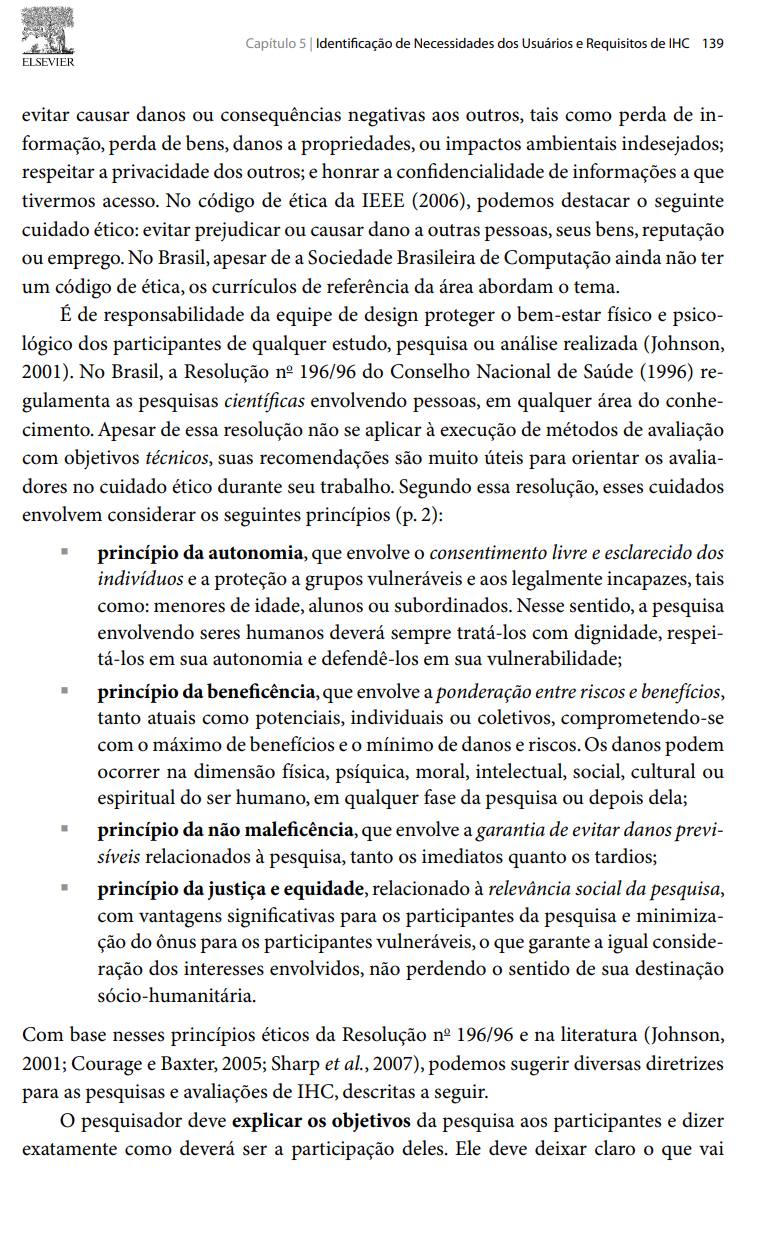 ELSEVIER
Capítulo 5 | Identificação de Necessidades dos Usuários e Requisitos de IHC 139
evitar causar danos ou consequências negativas aos outros, tais como perda de in-
formação, perda de bens, danos a propriedades, ou impactos ambientais indesejados;
respeitar a privacidade dos outros; e honrar a confidencialidade de informações a que
tivermos acesso. No código de ética da IEEE (2006), podemos destacar o seguinte
cuidado ético: evitar prejudicar ou causar dano a outras pessoas, seus bens, reputação
ou emprego. No Brasil, apesar de a Sociedade Brasileira de Computação ainda não ter
um código de ética, os currículos de referência da área abordam o tema.
É de responsabilidade da equipe de design proteger o bem-estar físico e psico-
lógico dos participantes de qualquer estudo, pesquisa ou análise realizada (Johnson,
2001). No Brasil, a Resolução nº 196/96 do Conselho Nacional de Saúde (1996) re-
gulamenta as pesquisas científicas envolvendo pessoas, em qualquer área do conhe-
cimento. Apesar de essa resolução não se aplicar à execução de métodos de avaliação
com objetivos técnicos, suas recomendações são muito úteis para orientar os avalia-
dores no cuidado ético durante seu trabalho. Segundo essa resolução, esses cuidados
envolvem considerar os seguintes princípios (p. 2):
▪ princípio da autonomia, que envolve o consentimento livre e esclarecido dos
indivíduos e a proteção a grupos vulneráveis e aos legalmente incapazes, tais
como: menores de idade, alunos ou subordinados. Nesse sentido, a pesquisa
envolvendo seres humanos deverá sempre tratá-los com dignidade, respei-
tá-los em sua autonomia e defendê-los em sua vulnerabilidade;
▪ princípio da beneficência, que envolve a ponderação entre riscos e benefícios,
tanto atuais como potenciais, individuais ou coletivos, comprometendo-se
com o máximo de benefícios e o mínimo de danos e riscos. Os danos podem
ocorrer na dimensão física, psíquica, moral, intelectual, social, cultural ou
espiritual do ser humano, em qualquer fase da pesquisa ou depois dela;
▪ princípio da não maleficência, que envolve a garantia de evitar danos previ-
síveis relacionados à pesquisa, tanto os imediatos quanto os tardios;
▪ princípio da justiça e equidade, relacionado à relevância social da pesquisa,
com vantagens significativas para os participantes da pesquisa e minimiza-
ção do ônus para os participantes vulneráveis, o que garante a igual conside-
ração dos interesses envolvidos, não perdendo o sentido de sua destinação
sócio-humanitária.
Com base nesses princípios éticos da Resolução nº 196/96 e na literatura (Johnson,
2001; Courage e Baxter, 2005; Sharp et al., 2007), podemos sugerir diversas diretrizes
para as pesquisas e avaliações de IHC, descritas a seguir.
O pesquisador deve explicar os objetivos da pesquisa aos participantes e dizer
exatamente como deverá ser a participação deles. Ele deve deixar claro o que vai